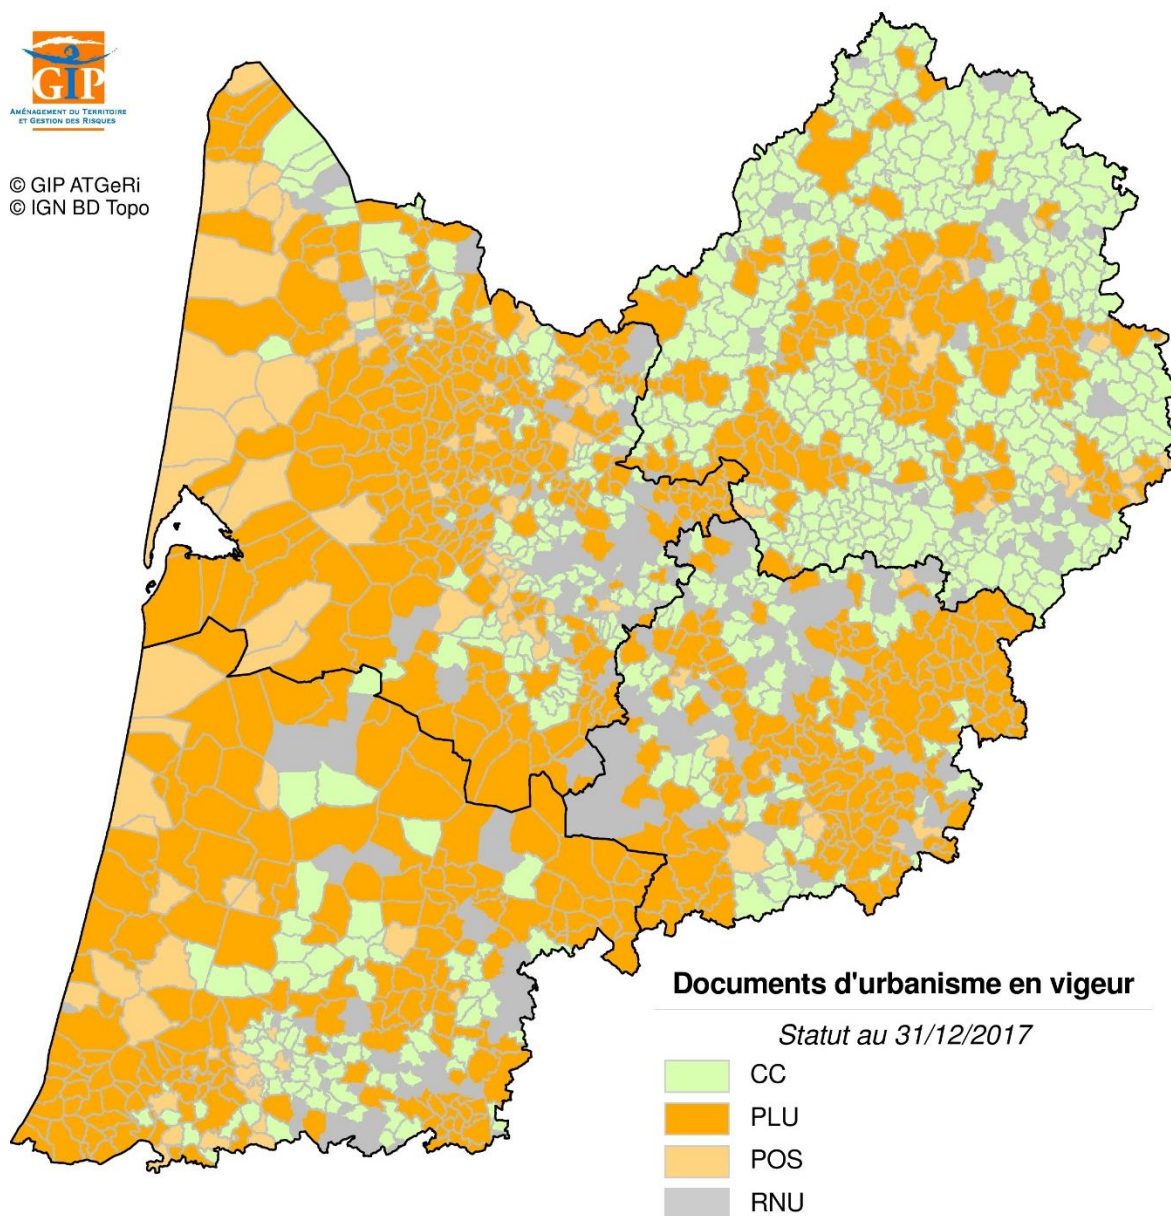 GIP
AMÉNAGEMENT DU TERRITOIRE
ET GESTION DES RISQUES
© GIP ATGeRi
© IGN BD Topo
Documents d'urbanisme en vigeur
Statut au 31/12/2017
CC
PLU
POS
RNU